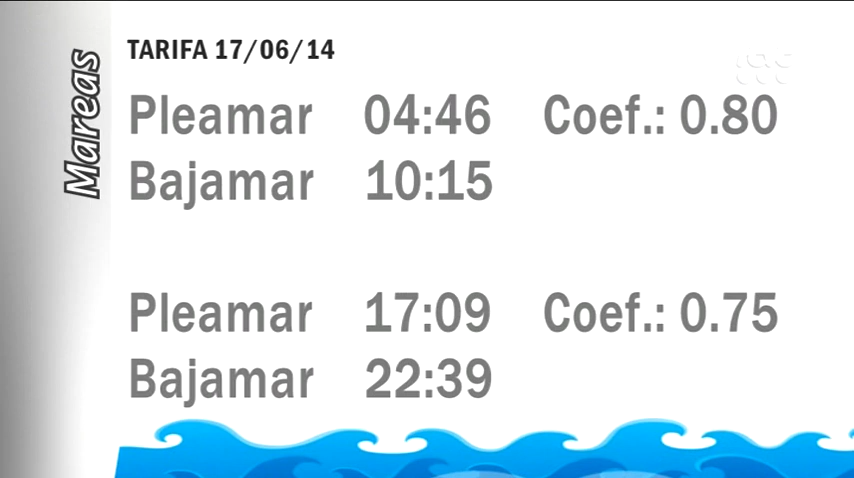 Mareas
TARIFA 17/06/14
Pleamar 04:46 Coef.: 0.80
Bajamar 10:15
Pleamar 17:09 Coef.: 0.75
Bajamar 22:39